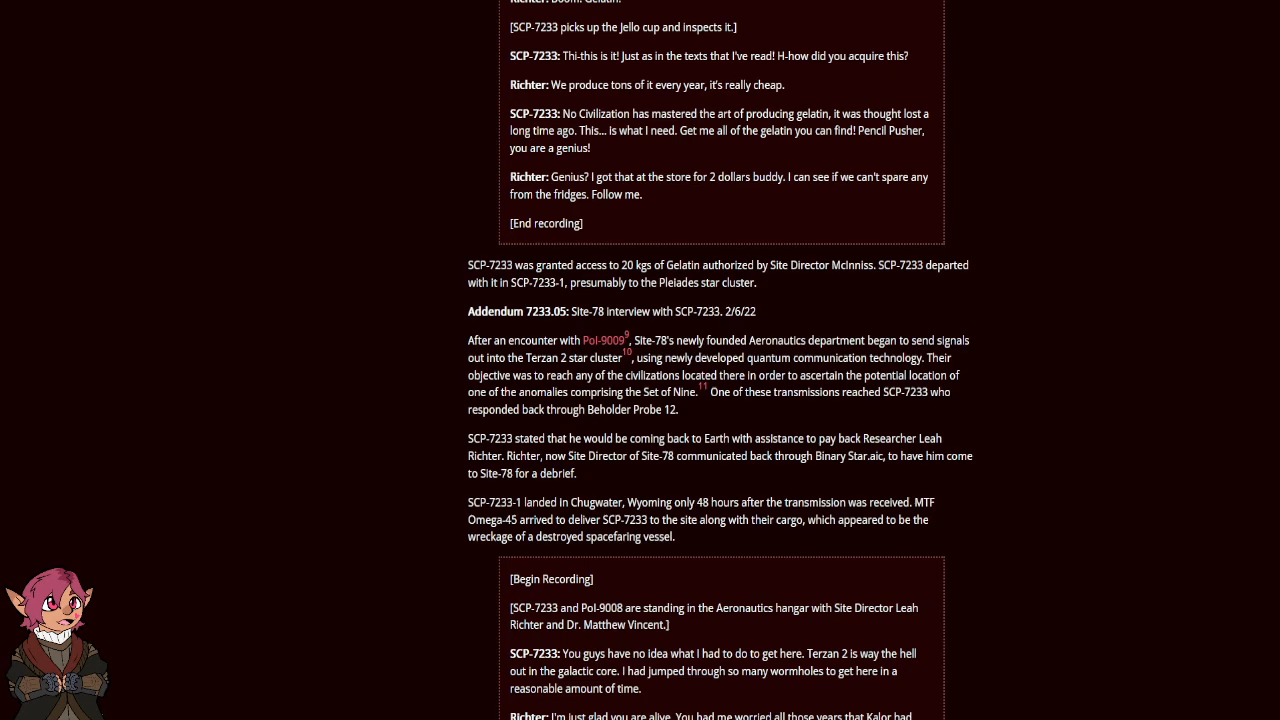 Richter: Boom! Gelatin!
[SCP-7233 picks up the Jello cup and inspects it.]
SCP-7233: Thi-this is it! Just as in the texts that I've read! H-how did you acquire this?
Richter: We produce tons of it every year, it's really cheap.
SCP-7233: No Civilization has mastered the art of producing gelatin, it was thought lost a
long time ago. This... is what I need. Get me all of the gelatin you can find! Pencil Pusher,
you are a genius!
Richter: Genius? I got that at the store for 2 dollars buddy. I can see if we can't spare any
from the fridges. Follow me.
[End recording]
SCP-7233 was granted access to 20 kgs of Gelatin authorized by Site Director McInniss. SCP-7233 departed
with it in SCP-7233-1, presumably to the Pleiades star cluster.
Addendum 7233.05: Site-78 Interview with SCP-7233. 2/6/22
After an encounter with PoI-9009⁹, Site-78's newly founded Aeronautics department began to send signals
out into the Terzan 2 star cluster¹⁰, using newly developed quantum communication technology. Their
objective was to reach any of the civilizations located there in order to ascertain the potential location of
one of the anomalies comprising the Set of Nine.¹¹ One of these transmissions reached SCP-7233 who
responded back through Beholder Probe 12.
SCP-7233 stated that he would be coming back to Earth with assistance to pay back Researcher Leah
Richter. Richter, now Site Director of Site-78 communicated back through Binary Star.aic, to have him come
to Site-78 for a debrief.
SCP-7233-1 landed in Chugwater, Wyoming only 48 hours after the transmission was received. MTF
Omega-45 arrived to deliver SCP-7233 to the site along with their cargo, which appeared to be the
wreckage of a destroyed spacefaring vessel.
[Begin Recording]
[SCP-7233 and PoI-9008 are standing in the Aeronautics hangar with Site Director Leah
Richter and Dr. Matthew Vincent.]
SCP-7233: You guys have no idea what I had to do to get here. Terzan 2 is way the hell
out in the galactic core. I had jumped through so many wormholes to get here in a
reasonable amount of time.
Richter: I'm just glad you are alive. You had me worried all those years that Kalor had